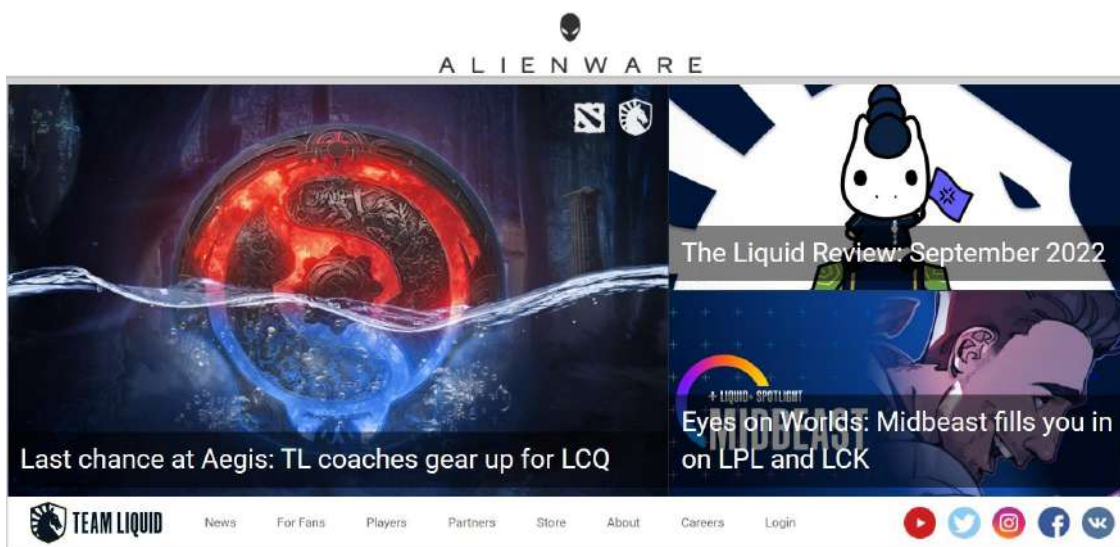 ALIENWARE
The Liquid Review: September 2022
+ LIQUID+ SPOTLIGHT
MIDBEAST
Eyes on Worlds: Midbeast fills you in
on LPL and LCK
Last chance at Aegis: TL coaches gear up for LCQ
TEAM LIQUID
News
For Fans
Players
Partners
Store
About
Careers
Login